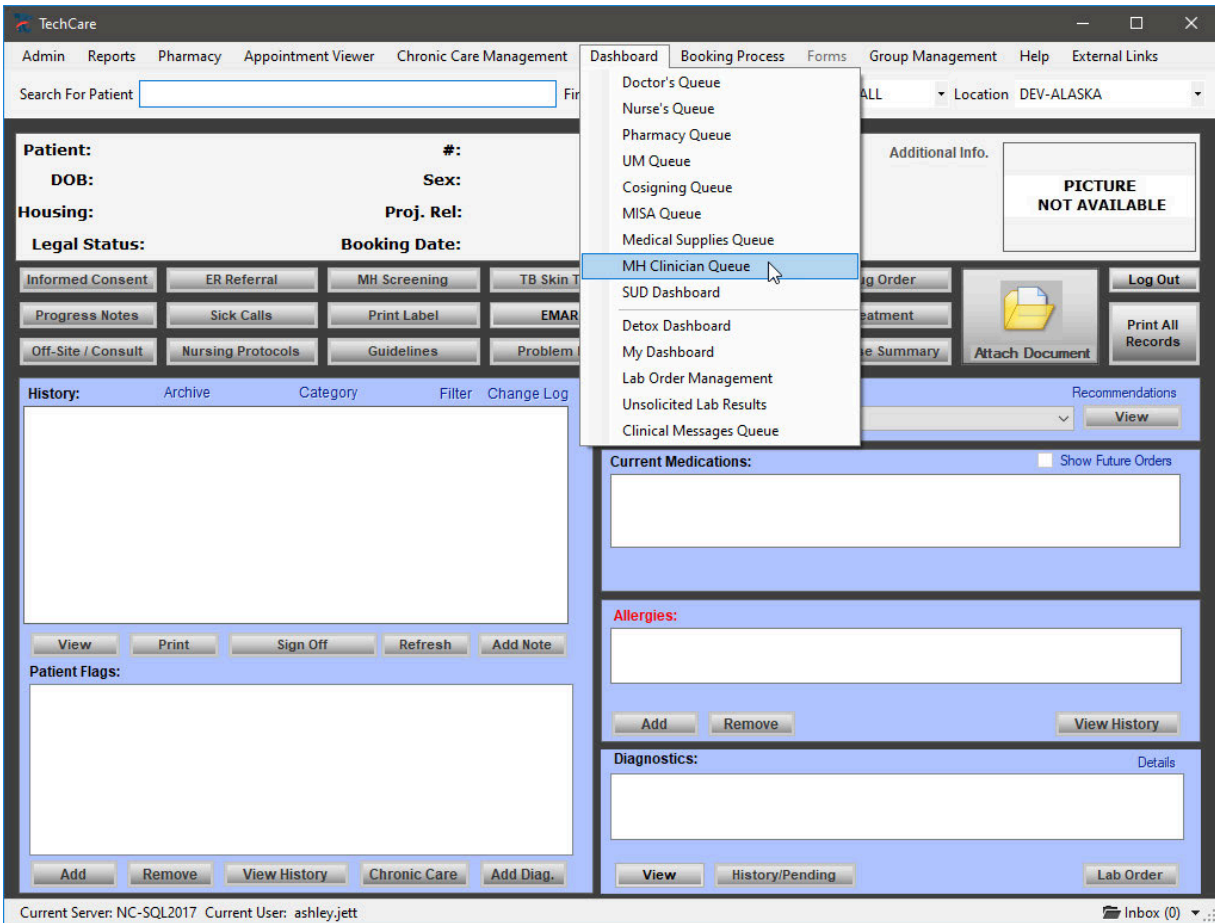 TechCare
Admin Reports Pharmacy Appointment Viewer Chronic Care Management Dashboard Booking Process Forms Group Management Help External Links
Search For Patient Location DEV-ALASKA
Doctor's Queue
Nurse's Queue
Pharmacy Queue
UM Queue
Cosigning Queue
MISA Queue
Medical Supplies Queue
MH Clinician Queue
SUD Dashboard
Detox Dashboard
My Dashboard
Lab Order Management
Unsolicited Lab Results
Clinical Messages Queue
Patient: #: Additional Info.
DOB: Sex:
Housing: Proj. Rel:
Legal Status: Booking Date:
PICTURE
NOT AVAILABLE
Informed Consent ER Referral MH Screening TB Skin Order Log Out
Progress Notes Sick Calls Print Label EMAR
Off-Site / Consult Nursing Protocols Guidelines Problem Summary Attach Document
Print All
Records
History: Archive Category Filter Change Log
Recommendations
View
Current Medications: Show Future Orders
View Print Sign Off Refresh Add Note
Allergies:
Add Remove View History
Patient Flags:
Diagnostics: Details
Add Remove View History Chronic Care Add Diag.
View History/Pending Lab Order
Current Server: NC-SQL2017 Current User: ashley.jett Inbox (0)